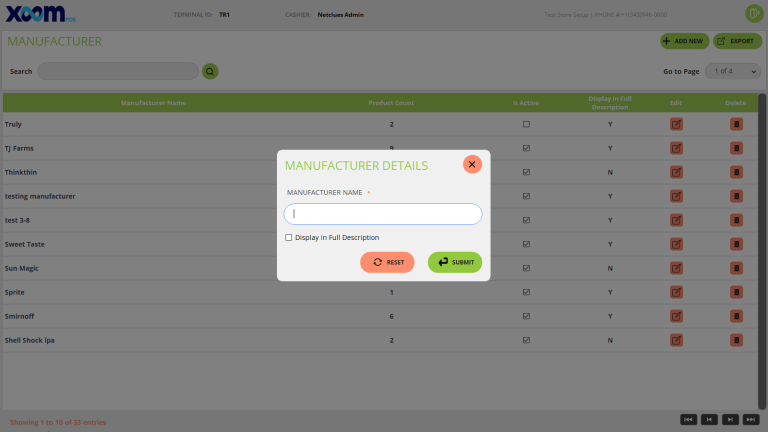 XOOM POS
TERMINAL ID: TR1
CASHIER: Netclues Admin
Test Store Setup | PHONE # +1(345)946-0000
MANUFACTURER
ADD NEW
EXPORT
Search
Go to Page
1 of 4
Manufacturer Name
Product Count
Is Active
Display in Full Description
Edit
Delete
Truly 2 Y
TJ Farms 9 Y
Thinkthin N
testing manufacturer Y
test 3-8 Y
Sweet Taste Y
Sun Magic N
Sprite 1 Y
Smirnoff 6 Y
Shell Shock Ipa 2 N
MANUFACTURER DETAILS
MANUFACTURER NAME *
Display in Full Description
RESET
SUBMIT
Showing 1 to 10 of 33 entries